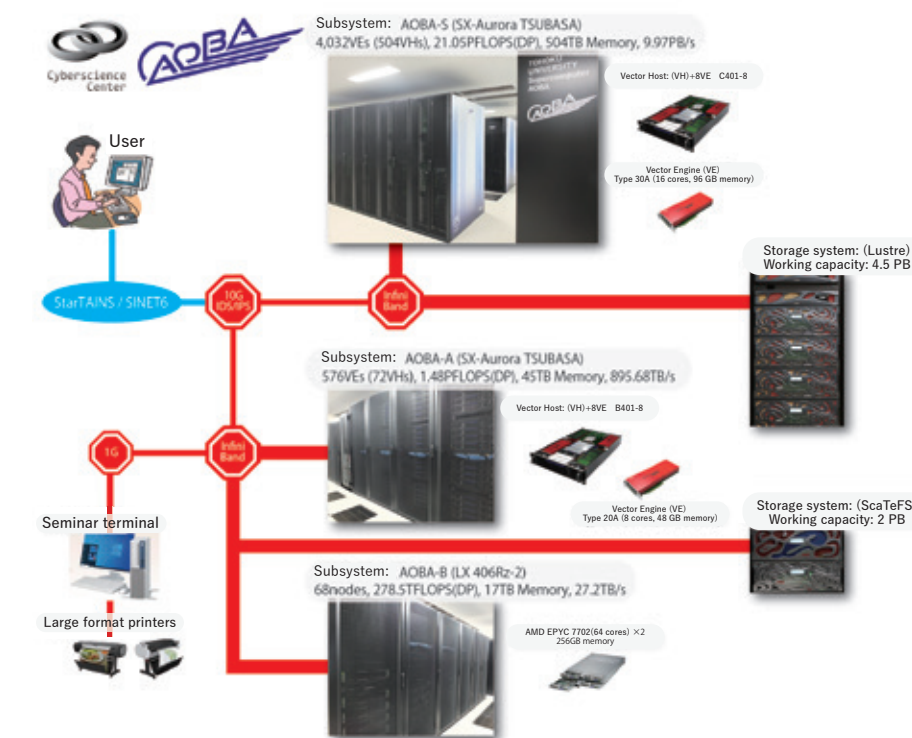 Cyberscience
Center
AOBA
Subsystem: AOBA-S (SX-Aurora TSUBASA)
4,032VEs (504VHs), 21.05PFLOPS(DP), 504TB Memory, 9.97PB/s
TOHOKU
UNIVERSITY
Supercomputer
AOBA
AOBA
Vector Host: (VH)+8VE C401-8
Vector Engine (VE)
Type 30A (16 cores, 96 GB memory)
User
StarTAINS / SINET6
10G
IDS/IPS
Infini
Band
Storage system: (Lustre)
Working capacity: 4.5 PB
Subsystem: AOBA-A (SX-Aurora TSUBASA)
576VEs (72VHs), 1.48PFLOPS(DP), 45TB Memory, 895.68TB/s
Vector Host: (VH)+8VE B401-8
Vector Engine (VE)
Type 20A (8 cores, 48 GB memory)
1G
Infini
Band
Seminar terminal
Large format printers
Storage system: (ScaTeFS
Working capacity: 2 PB
Subsystem: AOBA-B (LX 406Rz-2)
68nodes, 278.5TFLOPS(DP), 17TB Memory, 27.2TB/s
AMD EPYC 7702(64 cores) ×2
256GB memory